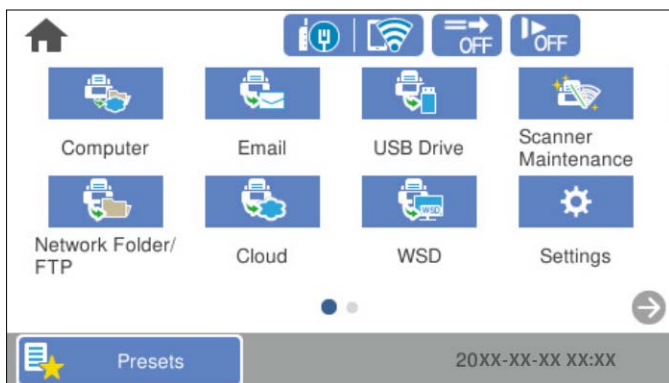 OFF
OFF
Computer
Email
USB Drive
Scanner
Maintenance
WSD
Network Folder/
FTP
Cloud
WSD
Settings
Presets
20XX-XX-XX XX:XX